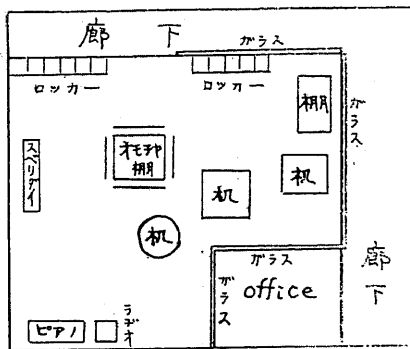 廊下
ガラス
ロッカー
ロッカー
棚
ガラス
スベリダイ
オモチャ
棚
机
机
机
ガラス
ガラス
office
廊下
ピアノ
ラヂオ